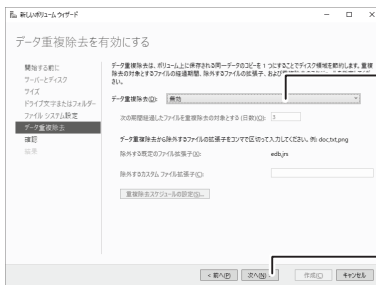 新しいボリューム ウィザード
データ重複除去を有効にする
開始する前に
サーバーとディスク
サイズ
ドライブ文字またはフォルダー
ファイル システム設定
データ重複除去
確認
結果
データ重複除去は、ボリューム上に保存される同一データのコピーを 1 つにすることでディスク領域を節約します。重複
除去の対象とするファイルの経過期間、除外するファイルの拡張子、および
さい。
データ重複除去(D): 無効
次の期間経過したファイルを重複除去の対象とする (日数)(Q): 3
データ重複除去から除外するファイルの拡張子をコンマで区切って入力してください。例) doc,txt,png
除外する既定のファイル拡張子: edb,jrs
除外するカスタム ファイル拡張子(C):
重複除去スケジュールの設定(S)...
< 前へ(P)
次へ(N) >
作成(C)
キャンセル